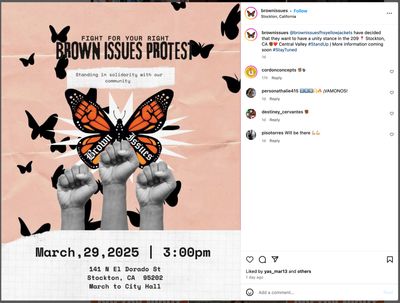 FIGHT FOR YOUR RIGHT
BROWN ISSUES PROTEST
Standing in solidarity with our
community
Brown Issues
March,29,2025 | 3:00pm
141 N El Dorado St
Stockton, CA 95202
March to City Hall
brownissues • Follow
Stockton, California
brownissues @brownissuesfhsyellowjackets have decided
that they want to have a unity stance in the 209 📍 Stockton,
CA ❤️ Central Valley #StandUp | More information coming
soon #StayTuned
1d
cordonconcepts
17h Reply
personathalie415 ¡VAMONOS!
1d Reply
destiney_cervantes
1d Reply
pisotorres Will be there
1d Reply
Liked by yas_mar13 and others
1 day ago
Add a comment...